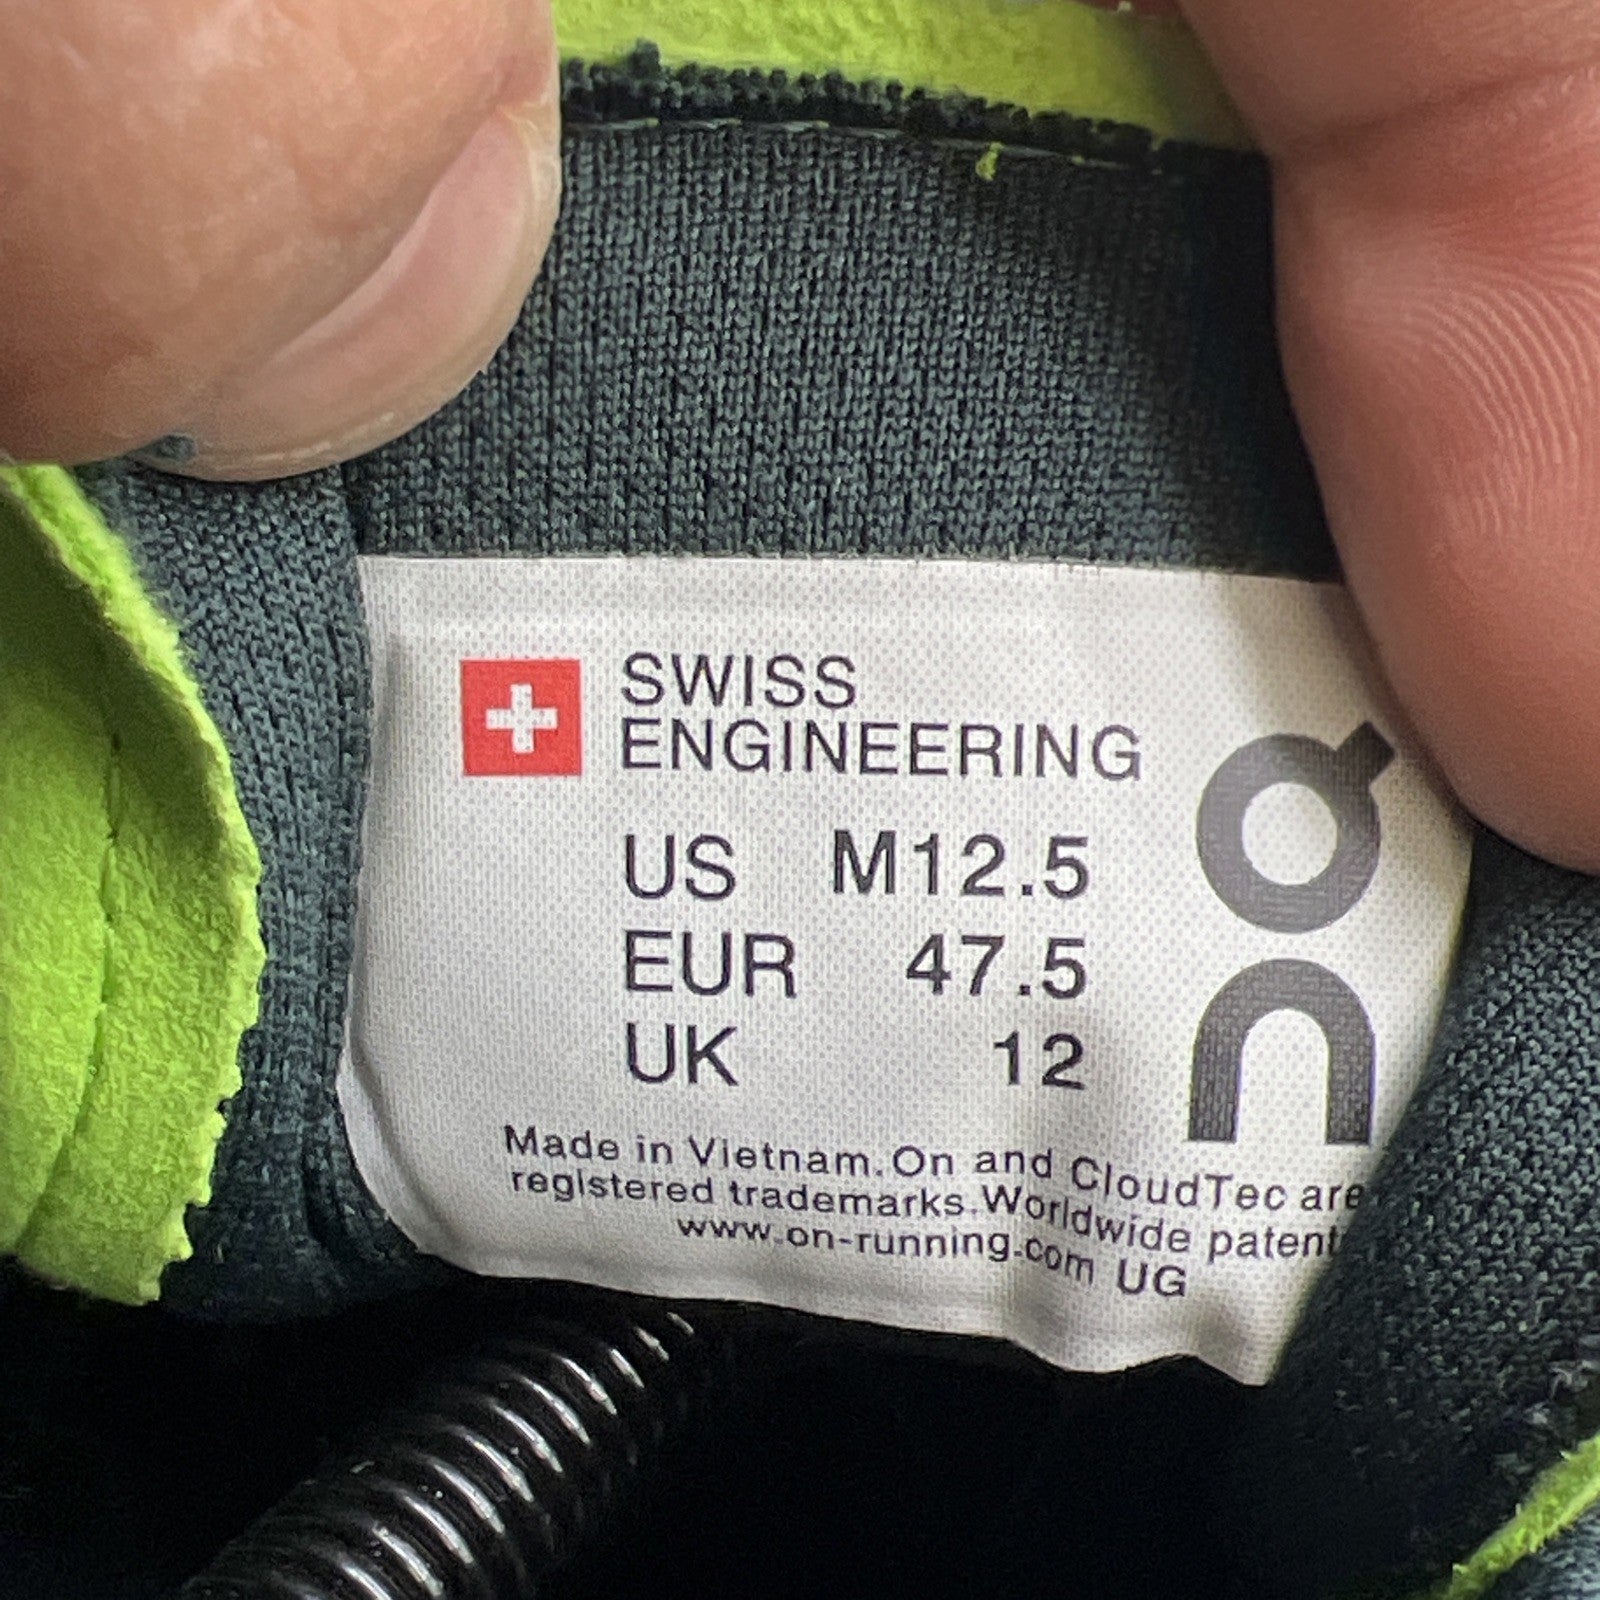 SWISS
ENGINEERING
US M12.5
EUR 47.5
UK 12
Made in Vietnam. On and CloudTec are
registered trademarks. Worldwide patent
www.on-running.com UG
On